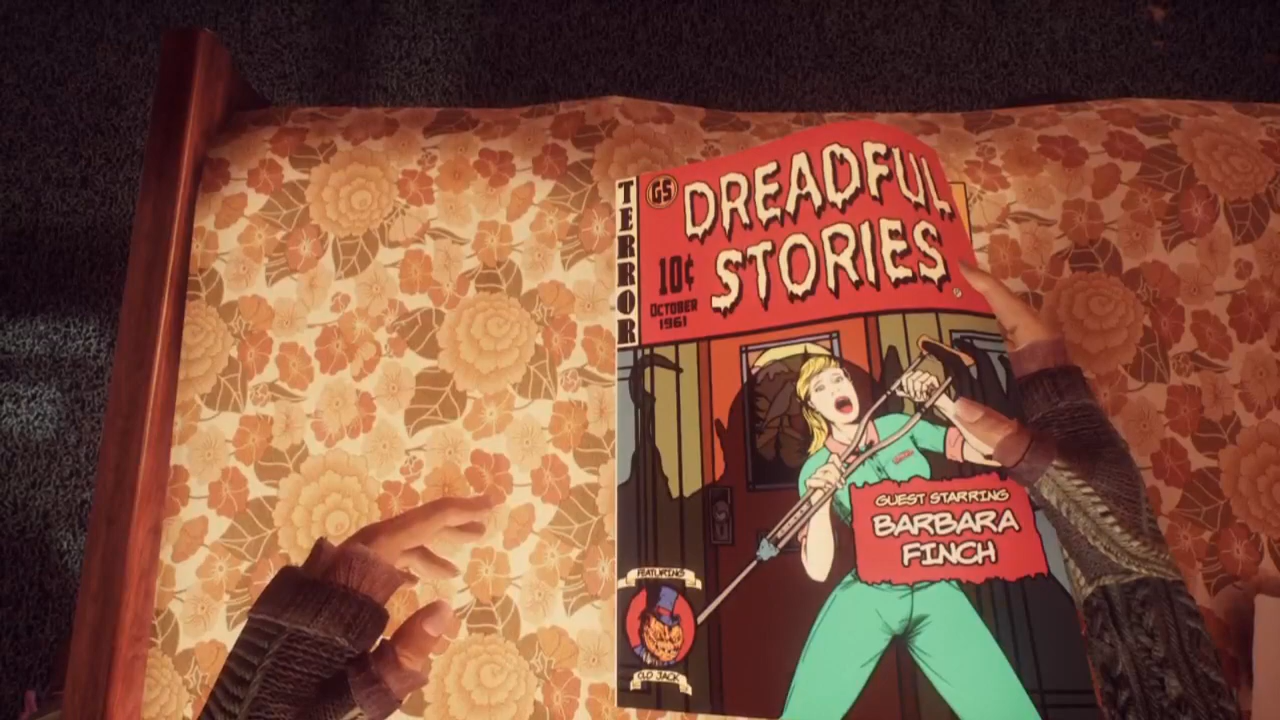 TERROR
GS
DREADFUL
STORIES
10¢
OCTOBER
1961
GUEST STARRING
BARBARA
FINCH
FEATURING
OLD JACK